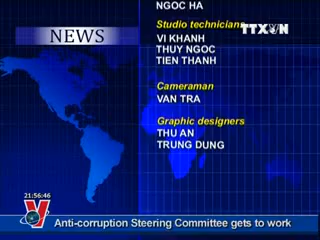 NGOC HA
Studio technicians
TTXVN
NEWS
VI KHANH
THUY NGOC
TIEN THANH
Cameraman
VAN TRA
Graphic designers
THU AN
TRUNG DUNG
21:56:46
V
Anti-corruption Steering Committee gets to work